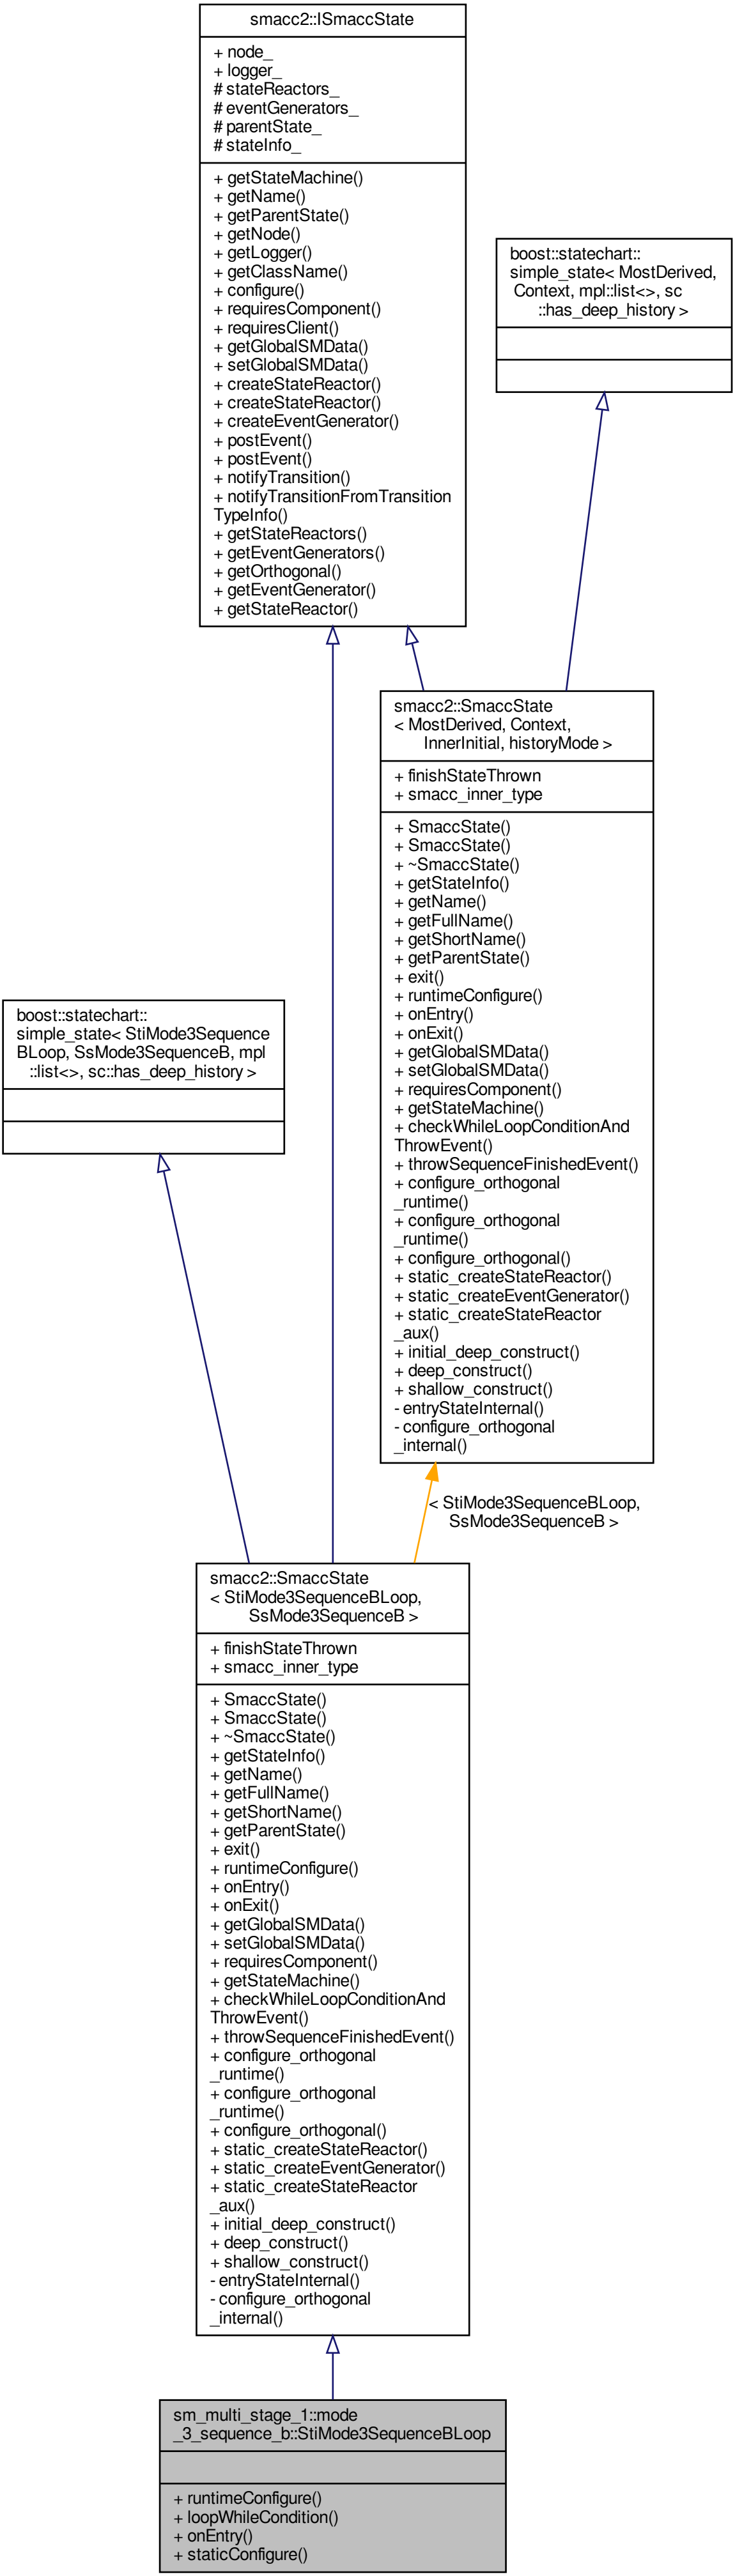 smacc2::ISmaccState
+ node_
+ logger_
# stateReactors_
# eventGenerators_
# parentState_
# stateInfo_
+ getStateMachine()
+ getName()
+ getParentState()
+ getNode()
+ getLogger()
+ getClassName()
+ configure()
+ requiresComponent()
+ requiresClient()
+ getGlobalSMData()
+ setGlobalSMData()
+ createStateReactor()
+ createStateReactor()
+ createEventGenerator()
+ postEvent()
+ postEvent()
+ notifyTransition()
+ notifyTransitionFromTransition
TypeInfo()
+ getStateReactors()
+ getEventGenerators()
+ getOrthogonal()
+ getEventGenerator()
+ getStateReactor()
boost::statechart::
simple_state< MostDerived,
Context, mpl::list<>, sc
::has_deep_history >
smacc2::SmaccState
< MostDerived, Context,
InnerInitial, historyMode >
+ finishStateThrown
+ smacc_inner_type
+ SmaccState()
+ SmaccState()
+ ~SmaccState()
+ getStateInfo()
+ getName()
+ getFullName()
+ getShortName()
+ getParentState()
+ exit()
+ runtimeConfigure()
+ onEntry()
+ onExit()
+ getGlobalSMData()
+ setGlobalSMData()
+ requiresComponent()
+ getStateMachine()
+ checkWhileLoopConditionAnd
ThrowEvent()
+ throwSequenceFinishedEvent()
+ configure_orthogonal
_runtime()
+ configure_orthogonal
_runtime()
+ configure_orthogonal()
+ static_createStateReactor()
+ static_createEventGenerator()
+ static_createStateReactor
_aux()
+ initial_deep_construct()
+ deep_construct()
+ shallow_construct()
- entryStateInternal()
- configure_orthogonal
_internal()
boost::statechart::
simple_state< StiMode3Sequence
BLoop, SsMode3SequenceB, mpl
::list<>, sc::has_deep_history >
< StiMode3SequenceBLoop,
SsMode3SequenceB >
smacc2::SmaccState
< StiMode3SequenceBLoop,
SsMode3SequenceB >
+ finishStateThrown
+ smacc_inner_type
+ SmaccState()
+ SmaccState()
+ ~SmaccState()
+ getStateInfo()
+ getName()
+ getFullName()
+ getShortName()
+ getParentState()
+ exit()
+ runtimeConfigure()
+ onEntry()
+ onExit()
+ getGlobalSMData()
+ setGlobalSMData()
+ requiresComponent()
+ getStateMachine()
+ checkWhileLoopConditionAnd
ThrowEvent()
+ throwSequenceFinishedEvent()
+ configure_orthogonal
_runtime()
+ configure_orthogonal
_runtime()
+ configure_orthogonal()
+ static_createStateReactor()
+ static_createEventGenerator()
+ static_createStateReactor
_aux()
+ initial_deep_construct()
+ deep_construct()
+ shallow_construct()
- entryStateInternal()
- configure_orthogonal
_internal()
sm_multi_stage_1::mode
_3_sequence_b::StiMode3SequenceBLoop
+ runtimeConfigure()
+ loopWhileCondition()
+ onEntry()
+ staticConfigure()